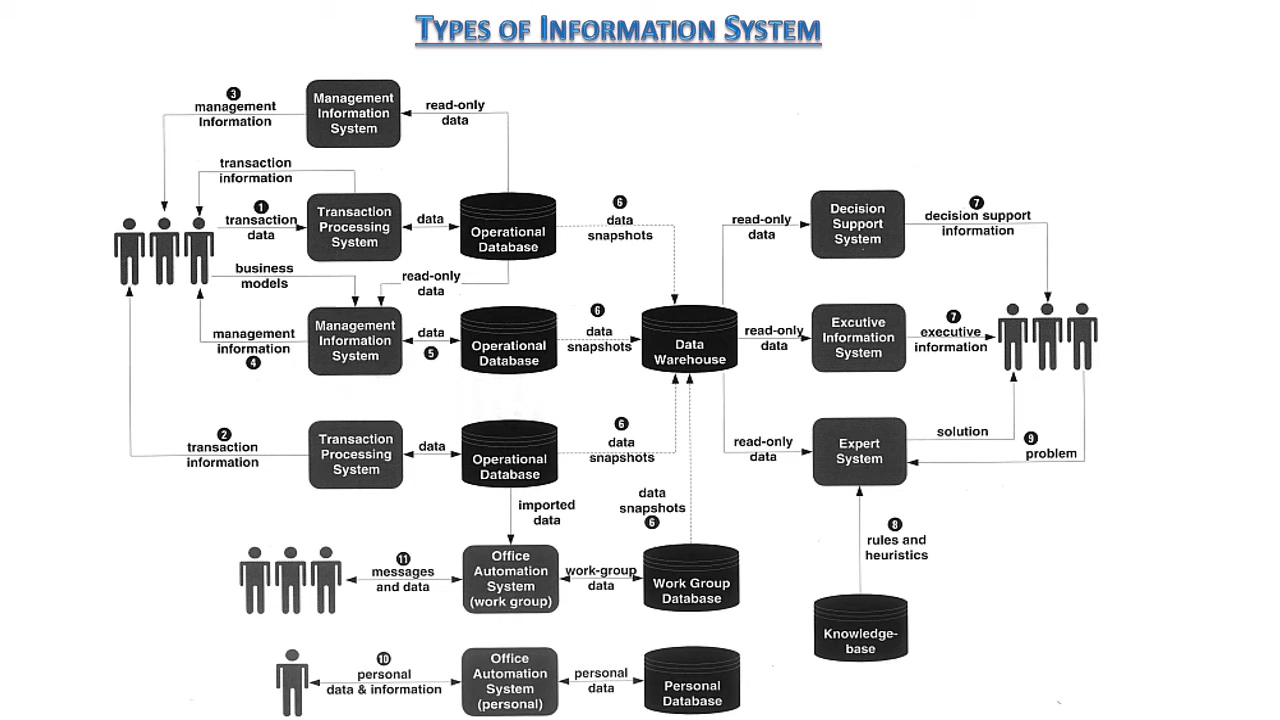 TYPES OF INFORMATION SYSTEM
3
management
Information
Management
Information
System
read-only
data
transaction
information
1
transaction
data
Transaction
Processing
System
data
Operational
Database
6
data
snapshots
read-only
data
Decision
Support
System
7
decision support
information
business
models
read-only
data
management
information
4
Management
Information
System
data
5
Operational
Database
6
data
snapshots
Data
Warehouse
read-only
data
Excutive
Information
System
7
executive
information
2
transaction
information
Transaction
Processing
System
data
Operational
Database
6
data
snapshots
read-only
data
Expert
System
solution
9
problem
imported
data
data
snapshots
6
8
rules and
heuristics
11
messages
and data
Office
Automation
System
(work group)
work-group
data
Work Group
Database
Knowledge-
base
10
personal
data & information
Office
Automation
System
(personal)
personal
data
Personal
Database